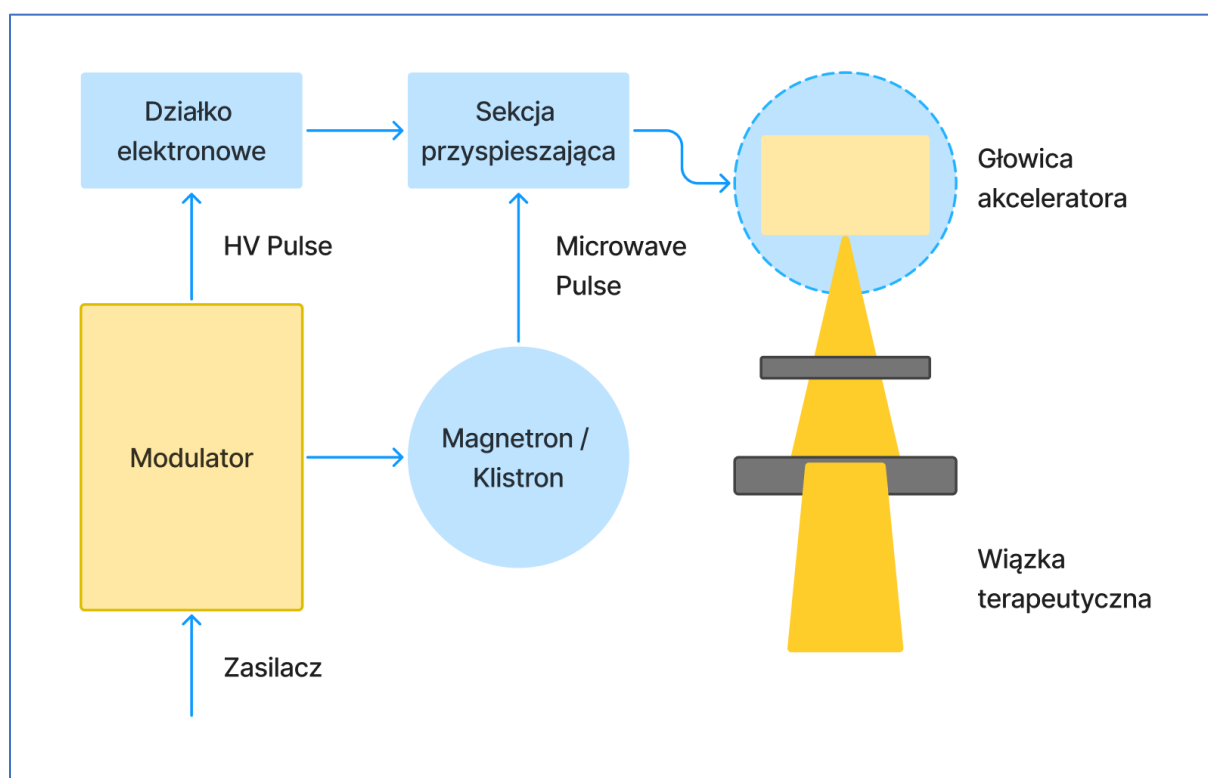 Działko
elektronowe
Sekcja
przyspieszająca
Głowica
akceleratora
HV Pulse
Microwave
Pulse
Modulator
Magnetron /
Klistron
Wiązka
terapeutyczna
Zasilacz